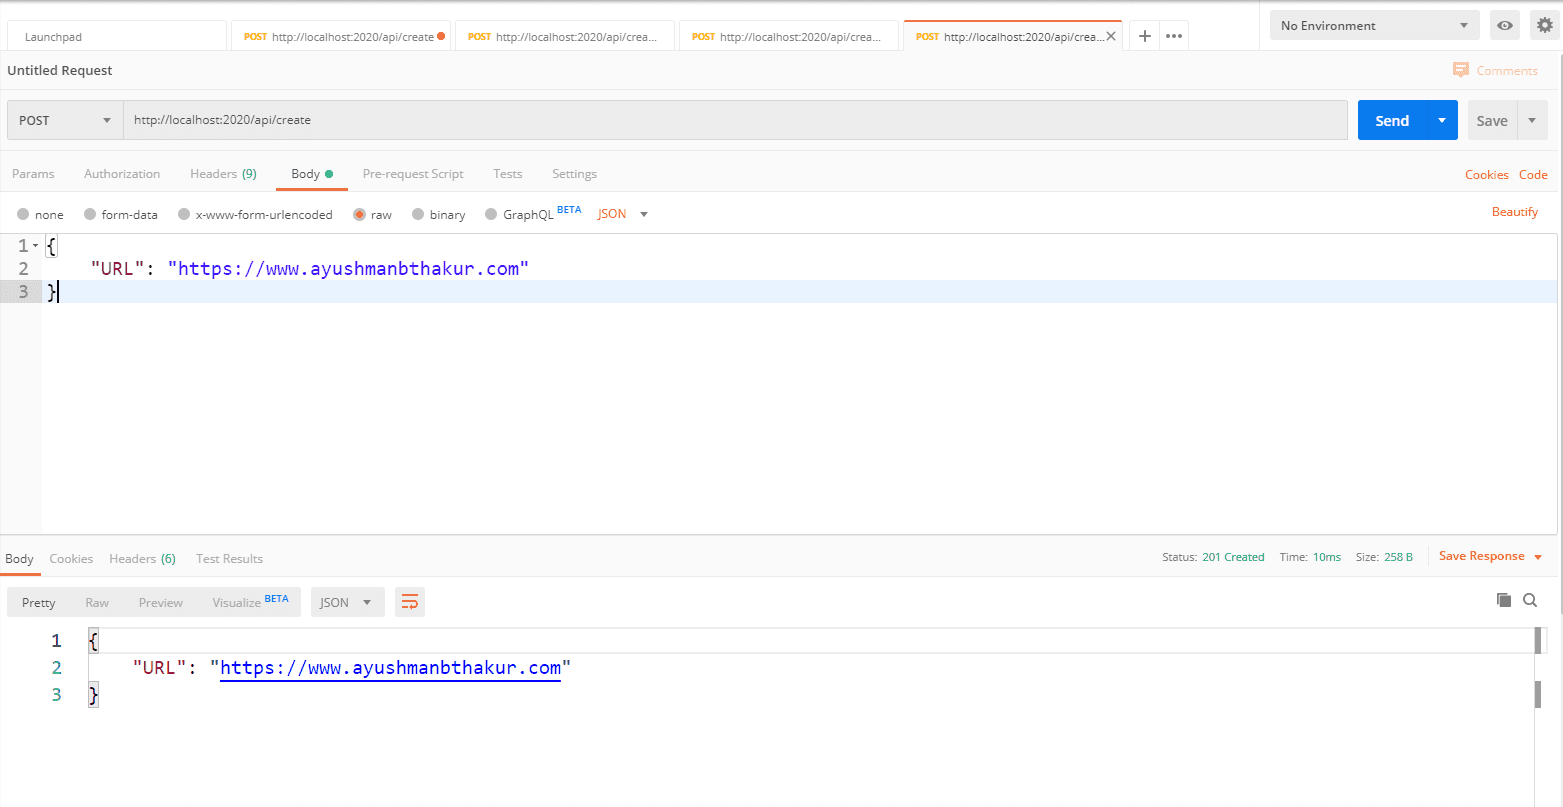 Launchpad
POST http://localhost:2020/api/create
POST http://localhost:2020/api/crea...
POST http://localhost:2020/api/crea...
POST http://localhost:2020/api/crea...
No Environment
Untitled Request
Comments
POST http://localhost:2020/api/create Send Save
Params Authorization Headers (9) Body Pre-request Script Tests Settings Cookies Code
none form-data x-www-form-urlencoded raw binary GraphQL BETA JSON Beautify
1 {
2 "URL": "https://www.ayushmanbthakur.com"
3 }
Body Cookies Headers (6) Test Results Status: 201 Created Time: 10ms Size: 258 B Save Response
Pretty Raw Preview Visualize BETA JSON
1 {
2 "URL": "https://www.ayushmanbthakur.com"
3 }